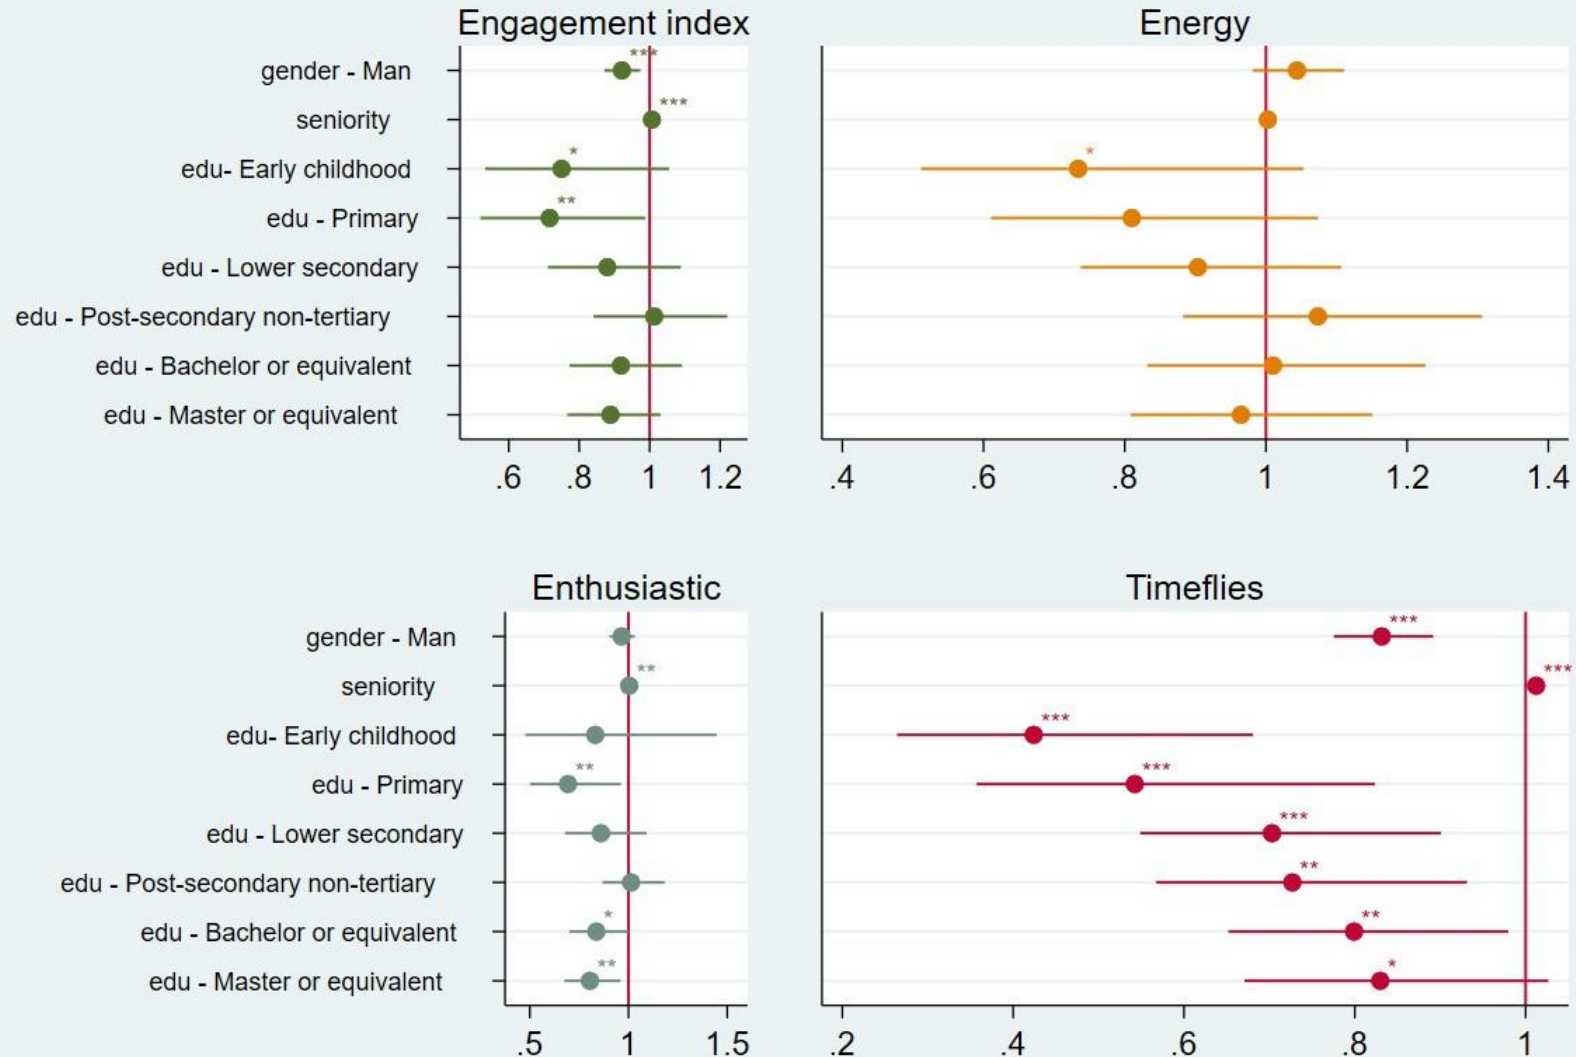 Engagement index
***
gender - Man
***
seniority
*
edu- Early childhood
**
edu - Primary
edu - Lower secondary
edu - Post-secondary non-tertiary
edu - Bachelor or equivalent
edu - Master or equivalent
.6 .8 1 1.2
Energy
*
.4 .6 .8 1 1.2 1.4
Enthusiastic
gender - Man
**
seniority
edu- Early childhood
**
edu - Primary
edu - Lower secondary
edu - Post-secondary non-tertiary
*
edu - Bachelor or equivalent
**
edu - Master or equivalent
.5 1 1.5
Timeflies
***
***
***
***
***
**
**
*
.2 .4 .6 .8 1